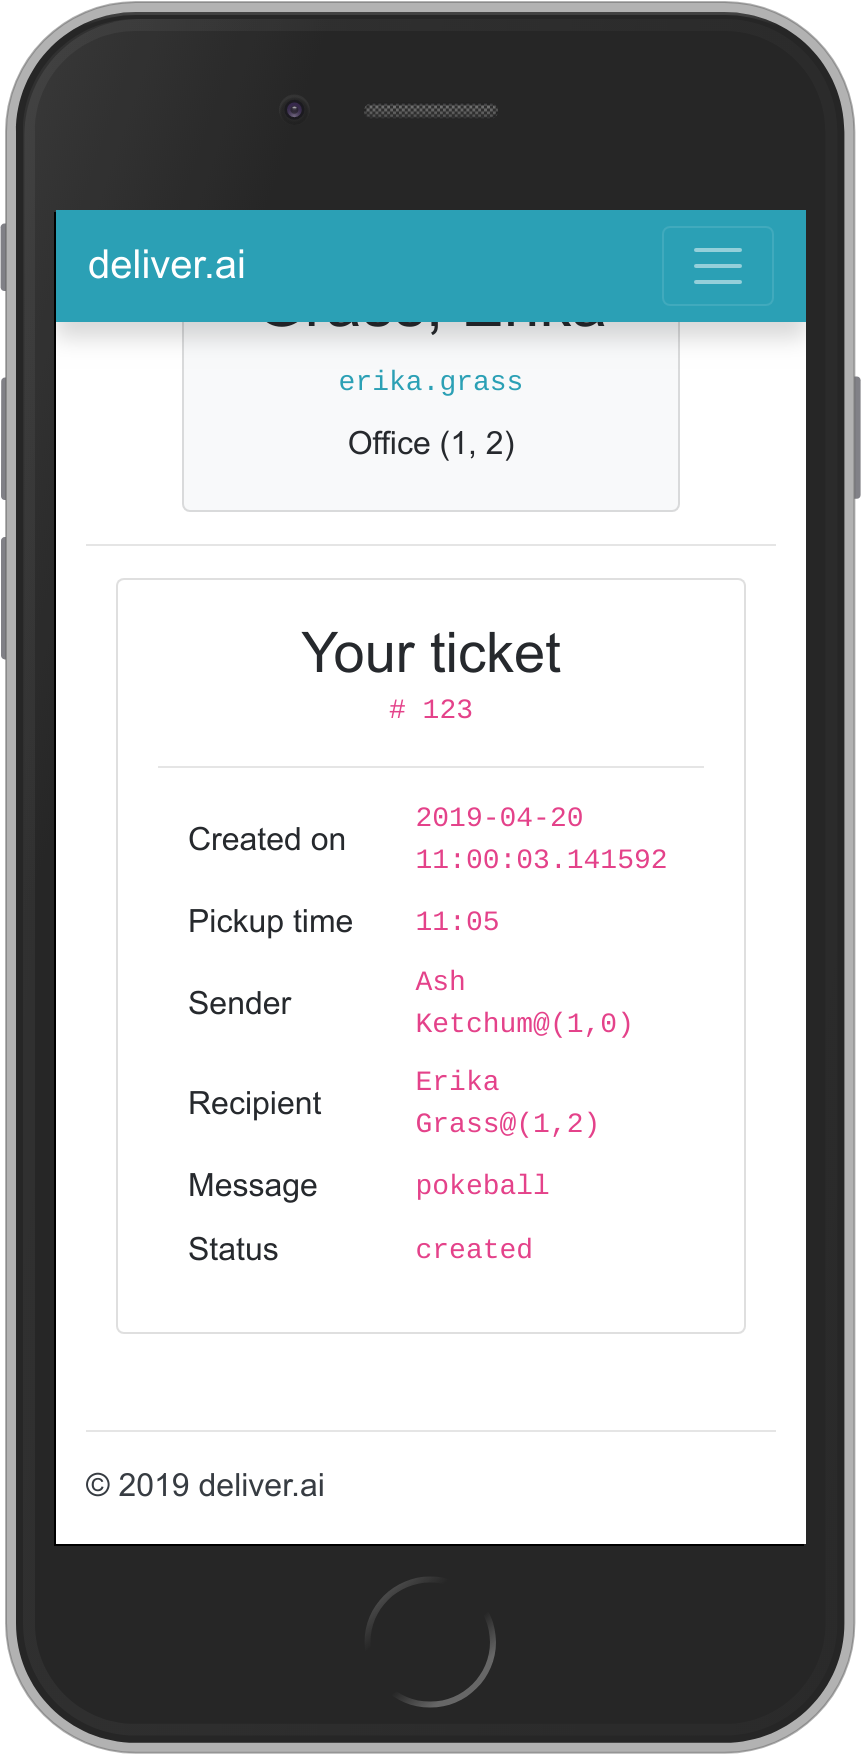 deliver.ai
Grass, Erika
erika.grass
Office (1, 2)
Your ticket
# 123
Created on
2019-04-20
11:00:03.141592
Pickup time
11:05
Sender
Ash
Ketchum@(1,0)
Recipient
Erika
Grass@(1,2)
Message
pokeball
Status
created
© 2019 deliver.ai